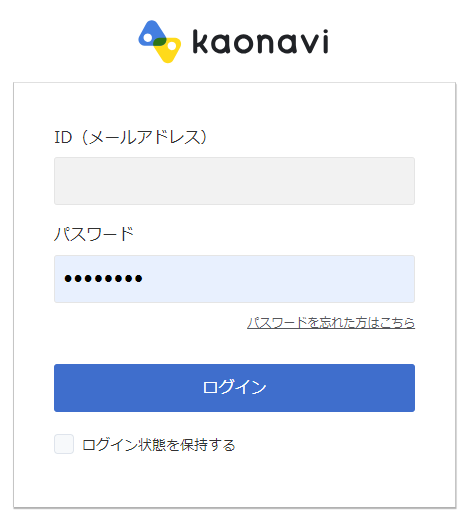 kaonavi
ID（メールアドレス）
パスワード
••••••••
パスワードを忘れた方はこちら
ログイン
ログイン状態を保持する